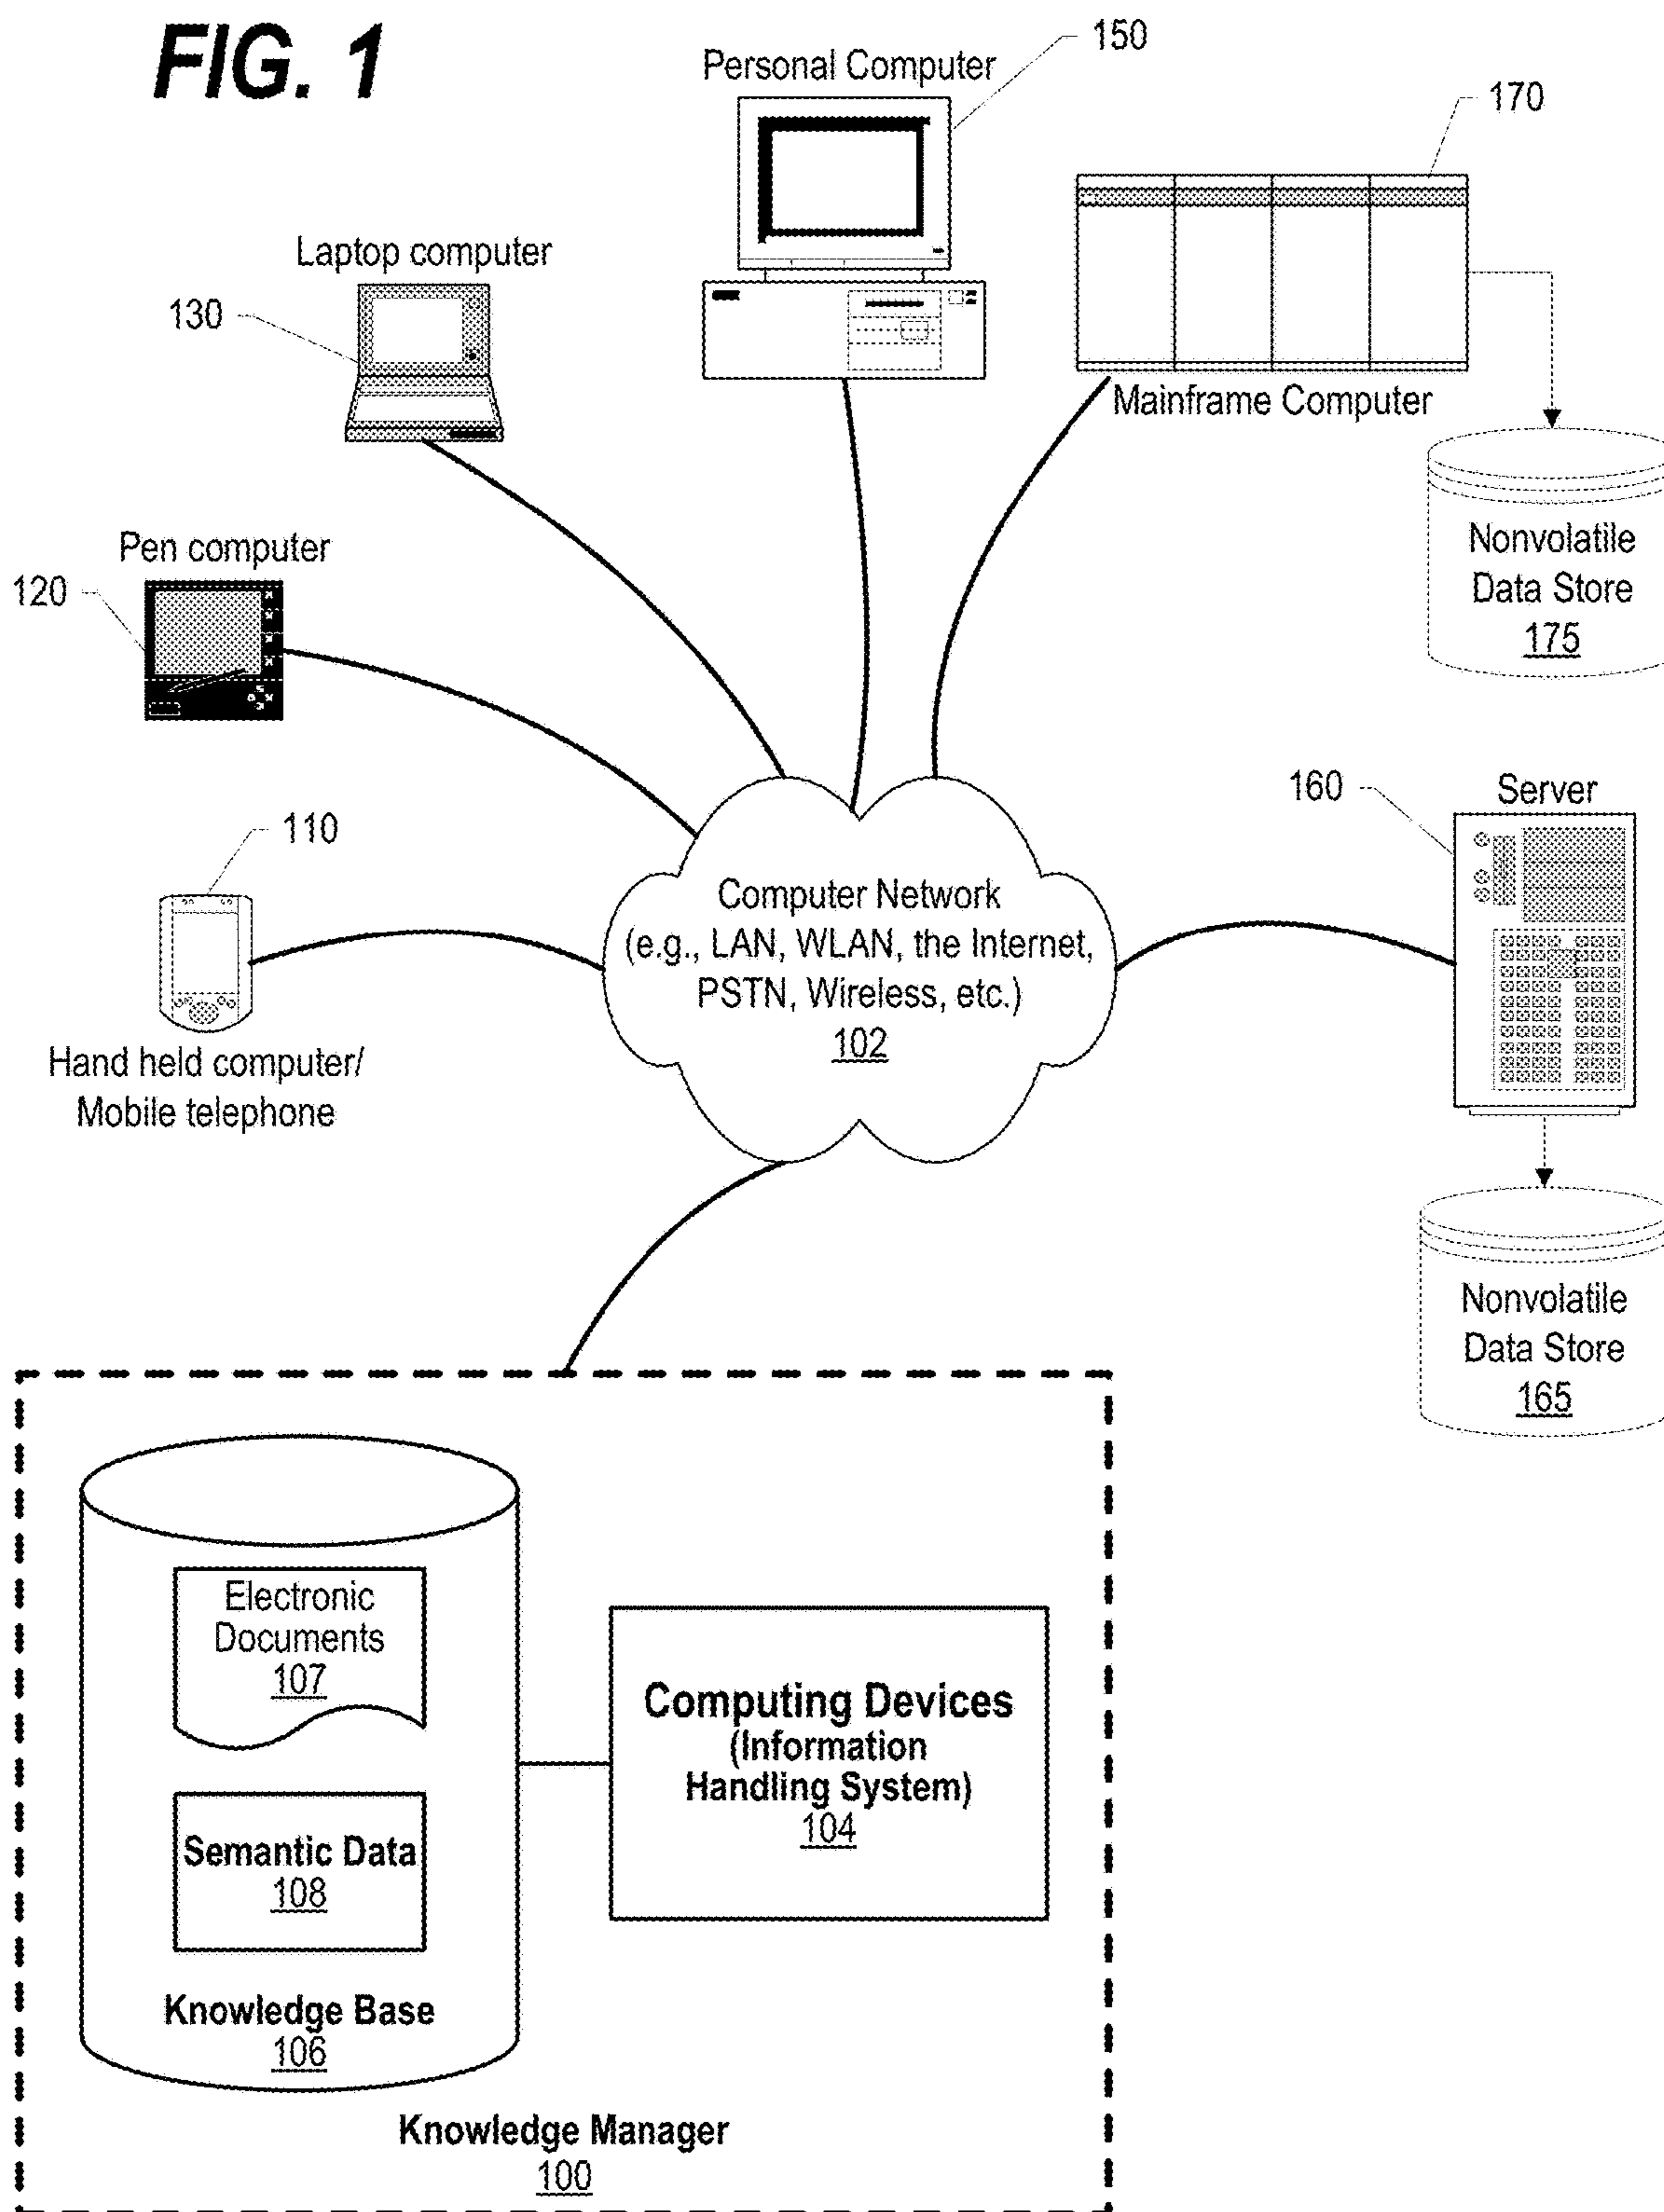 FIG. 1
Personal Computer
150
170
Laptop computer
130
Mainframe Computer
Nonvolatile
Data Store
175
Pen computer
120
160
Server
110
Computer Network
(e.g., LAN, WLAN, the Internet,
PSTN, Wireless, etc.)
102
Hand held computer/
Mobile telephone
Nonvolatile
Data Store
165
Electronic
Documents
107
Semantic Data
108
Knowledge Base
106
Computing Devices
(Information
Handling System)
104
Knowledge Manager
100